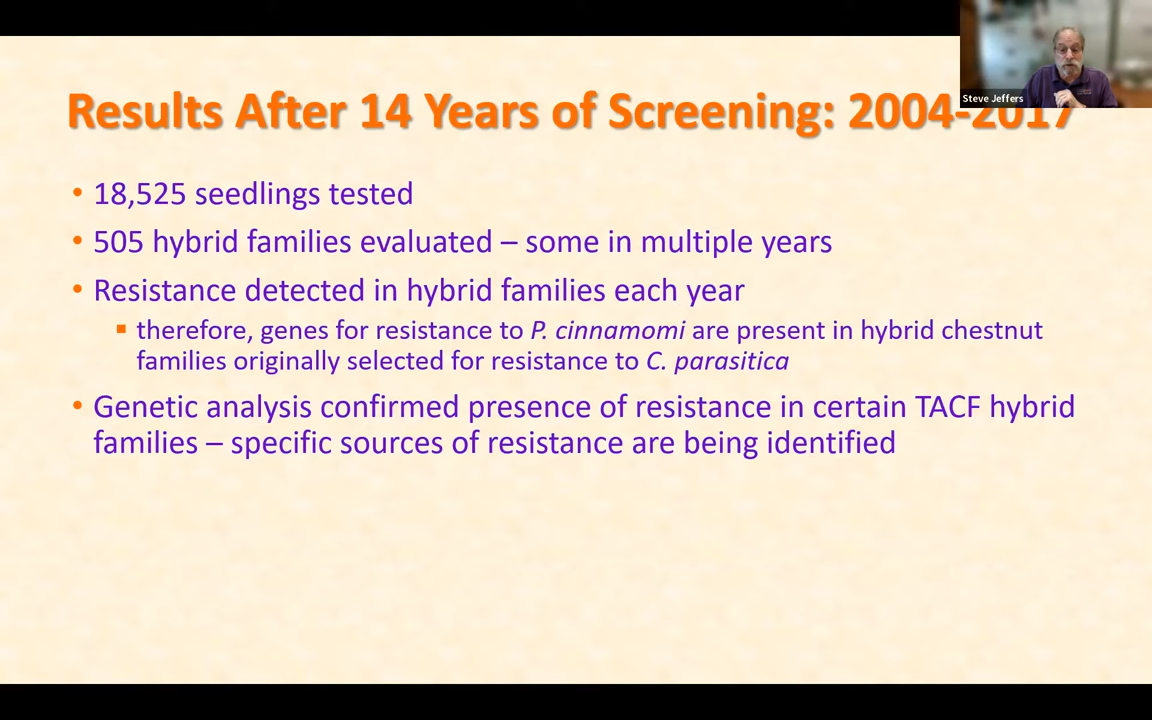 Steve Jeffers
Results After 14 Years of Screening: 2004-2017
• 18,525 seedlings tested
• 505 hybrid families evaluated – some in multiple years
• Resistance detected in hybrid families each year
▪ therefore, genes for resistance to P. cinnamomi are present in hybrid chestnut
families originally selected for resistance to C. parasitica
• Genetic analysis confirmed presence of resistance in certain TACF hybrid
families – specific sources of resistance are being identified